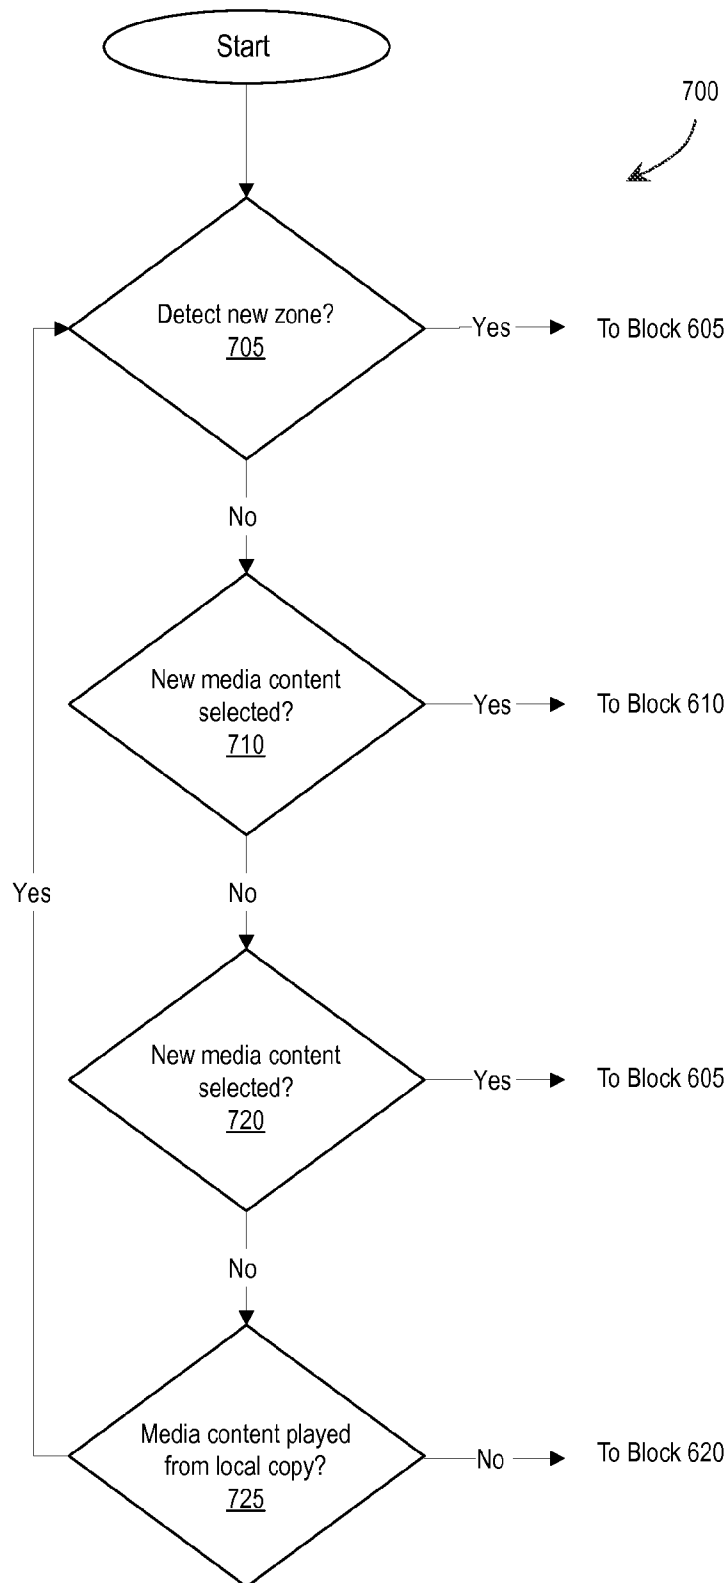 Start
700
Detect new zone?
705
Yes
To Block 605
No
New media content
selected?
710
Yes
To Block 610
Yes
No
New media content
selected?
720
Yes
To Block 605
No
Media content played
from local copy?
725
No
To Block 620